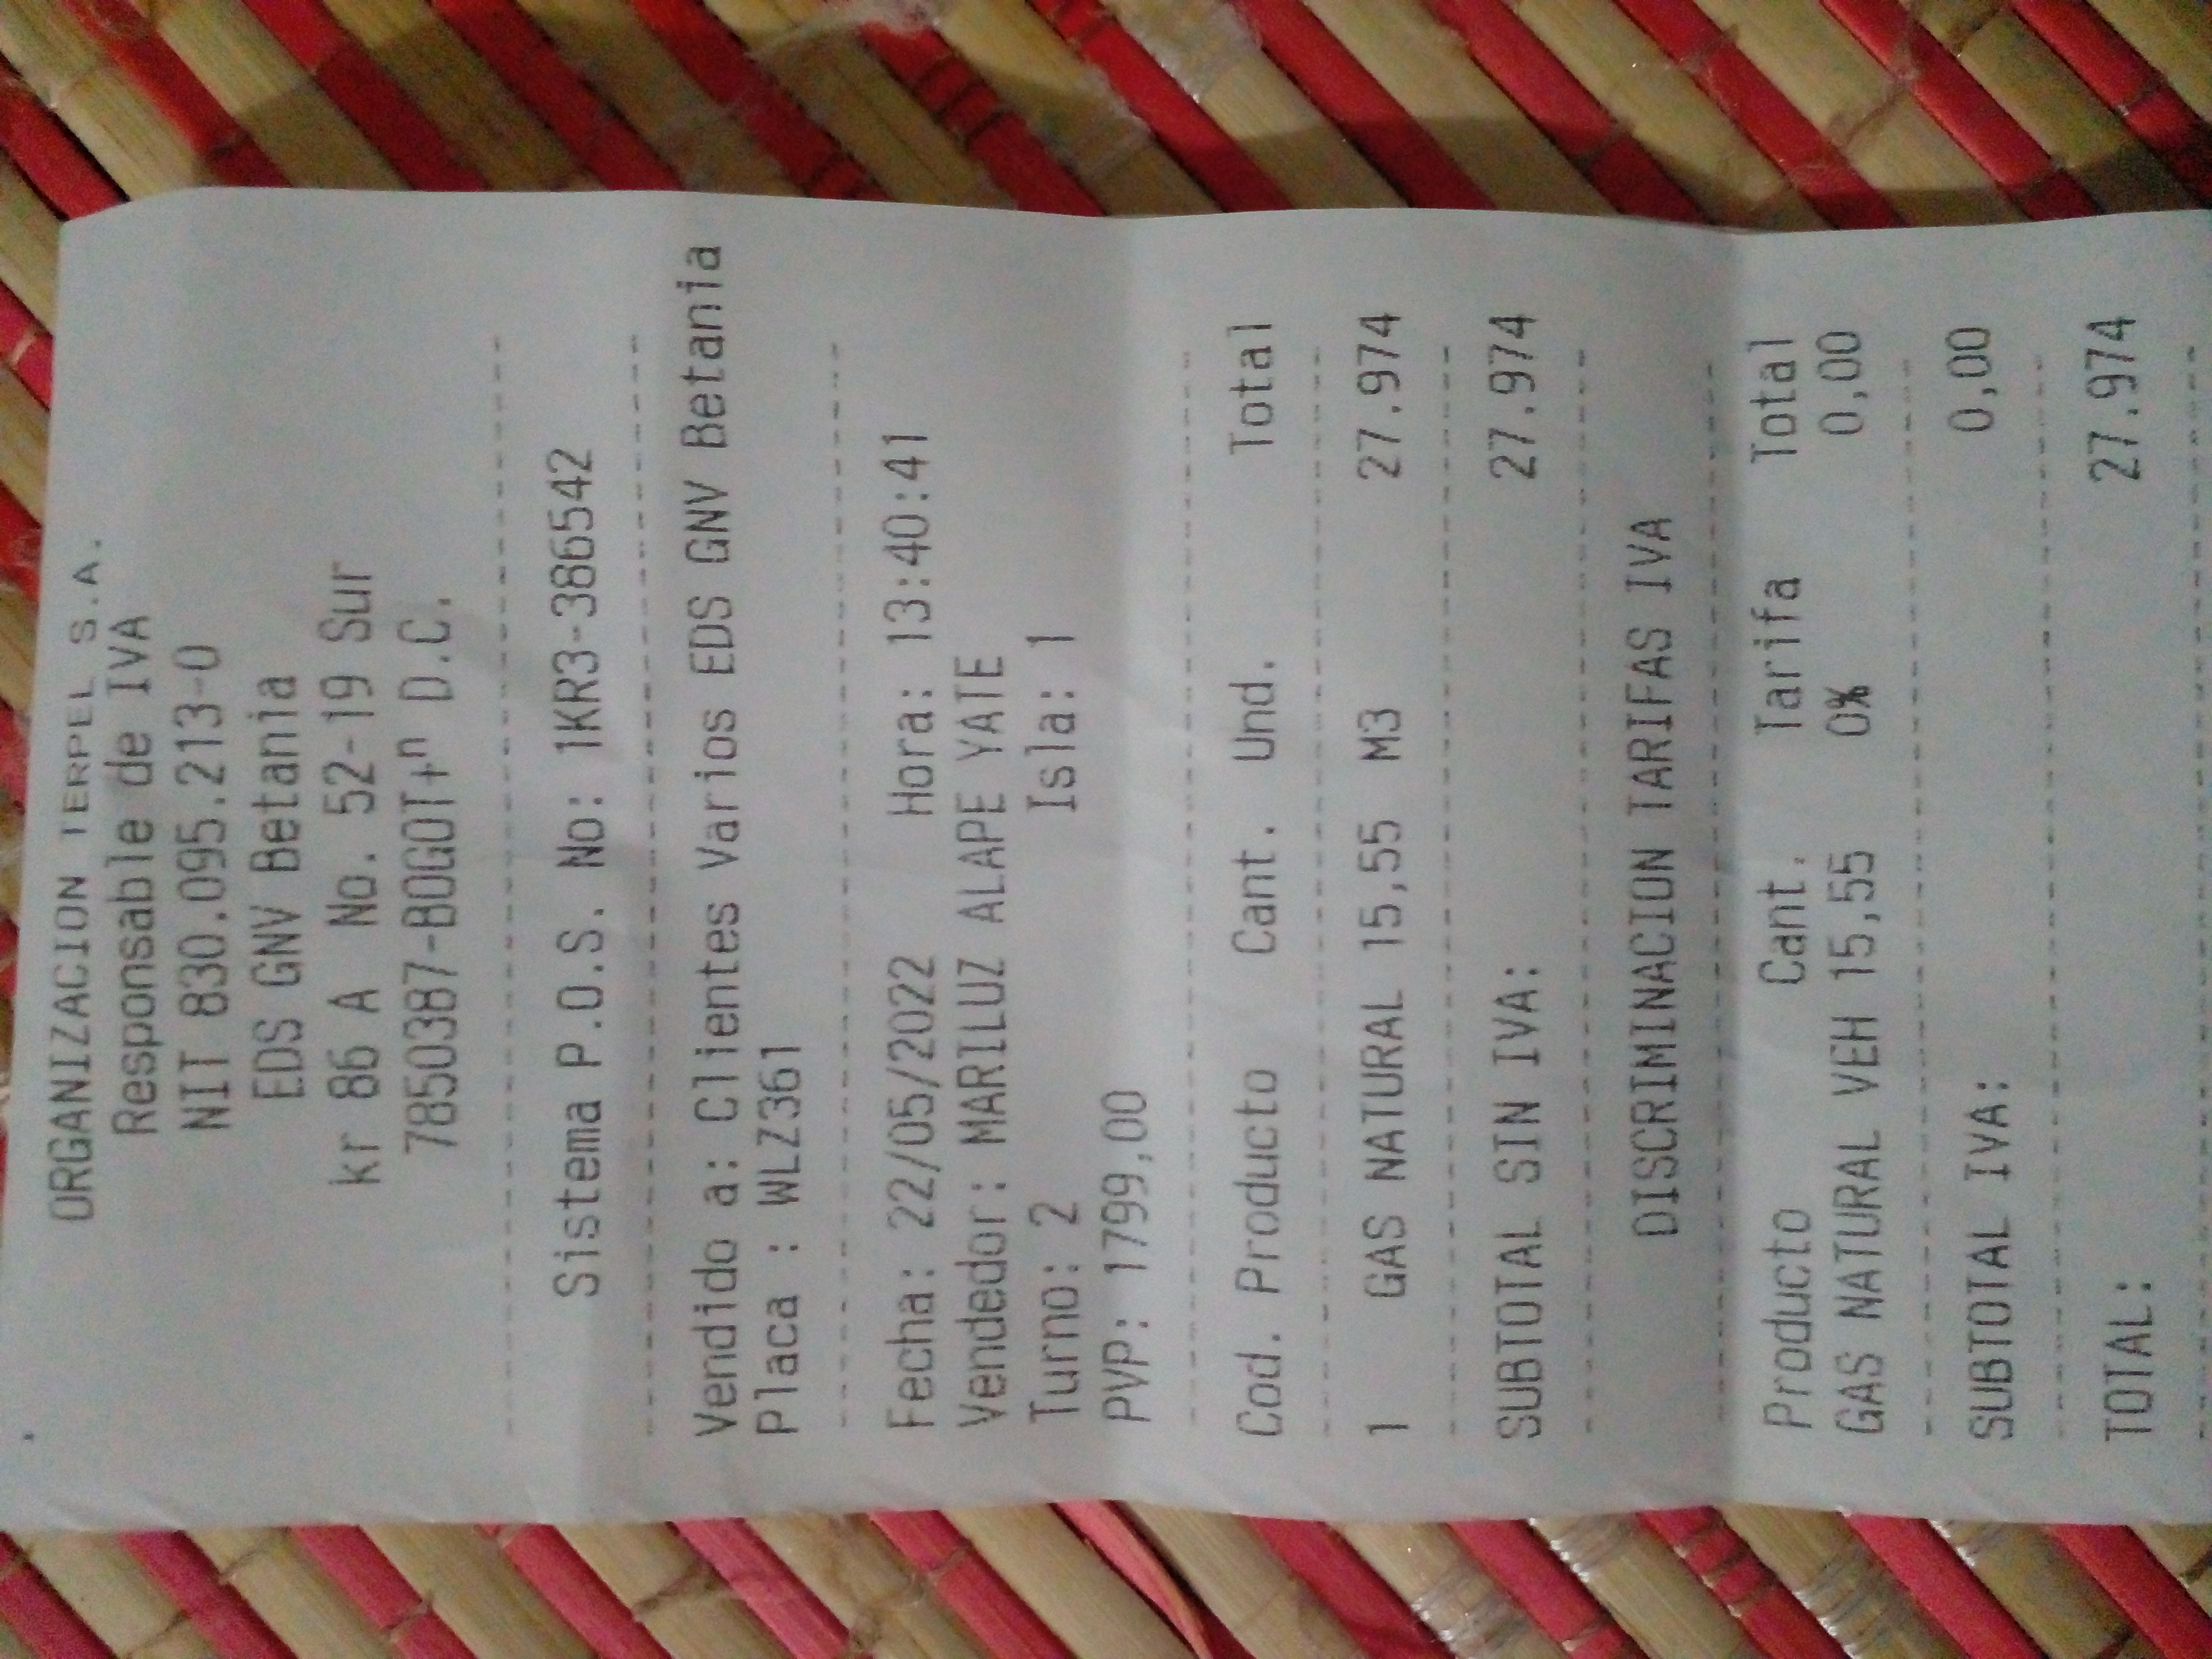 ORGANIZACION TERPEL S.A.
Responsable de IVA
NIT 830.095.213-0
EDS GNV Betania
kr 86 A No. 52-19 Sur
7850387-BOGOT+ⁿ D.C.
Sistema P.O.S. No: 1KR3-386542
Vendido a: Clientes Varios EDS GNV Betania
Placa : WLZ361
Fecha: 22/05/2022 Hora: 13:40:41
Vendedor: MARILUZ ALAPE YATE
Turno: 2 Isla: 1
PVP: 1799,00
Cod. Producto Cant. Und. Total
1 GAS NATURAL 15,55 M3 27.974
SUBTOTAL SIN IVA: 27.974
DISCRIMINACION TARIFAS IVA
Producto Cant. Tarifa Total
GAS NATURAL VEH 15,55 0% 0,00
SUBTOTAL IVA: 0,00
TOTAL: 27.974